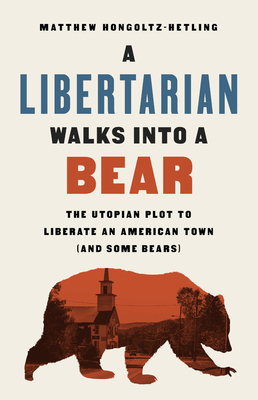 MATTHEW HONGOLTZ-HETLING
A
LIBERTARIAN
WALKS INTO A
BEAR
THE UTOPIAN PLOT TO
LIBERATE AN AMERICAN TOWN
(AND SOME BEARS)